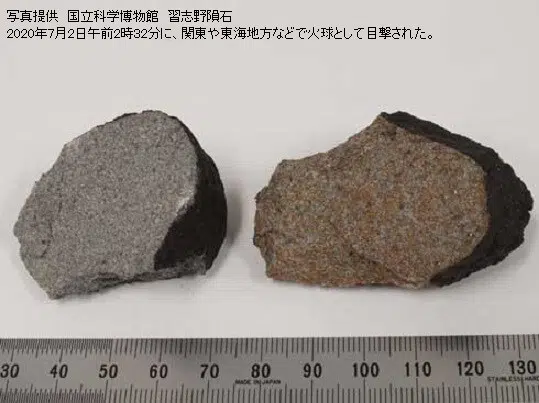 写真提供　国立科学博物館　習志野隕石
2020年7月2日午前2時32分に、関東や東海地方などで火球として目撃された。
30 40 50 60 70 80 90 100 110 120 130
MADE IN JAPAN
STAINLESS HARD